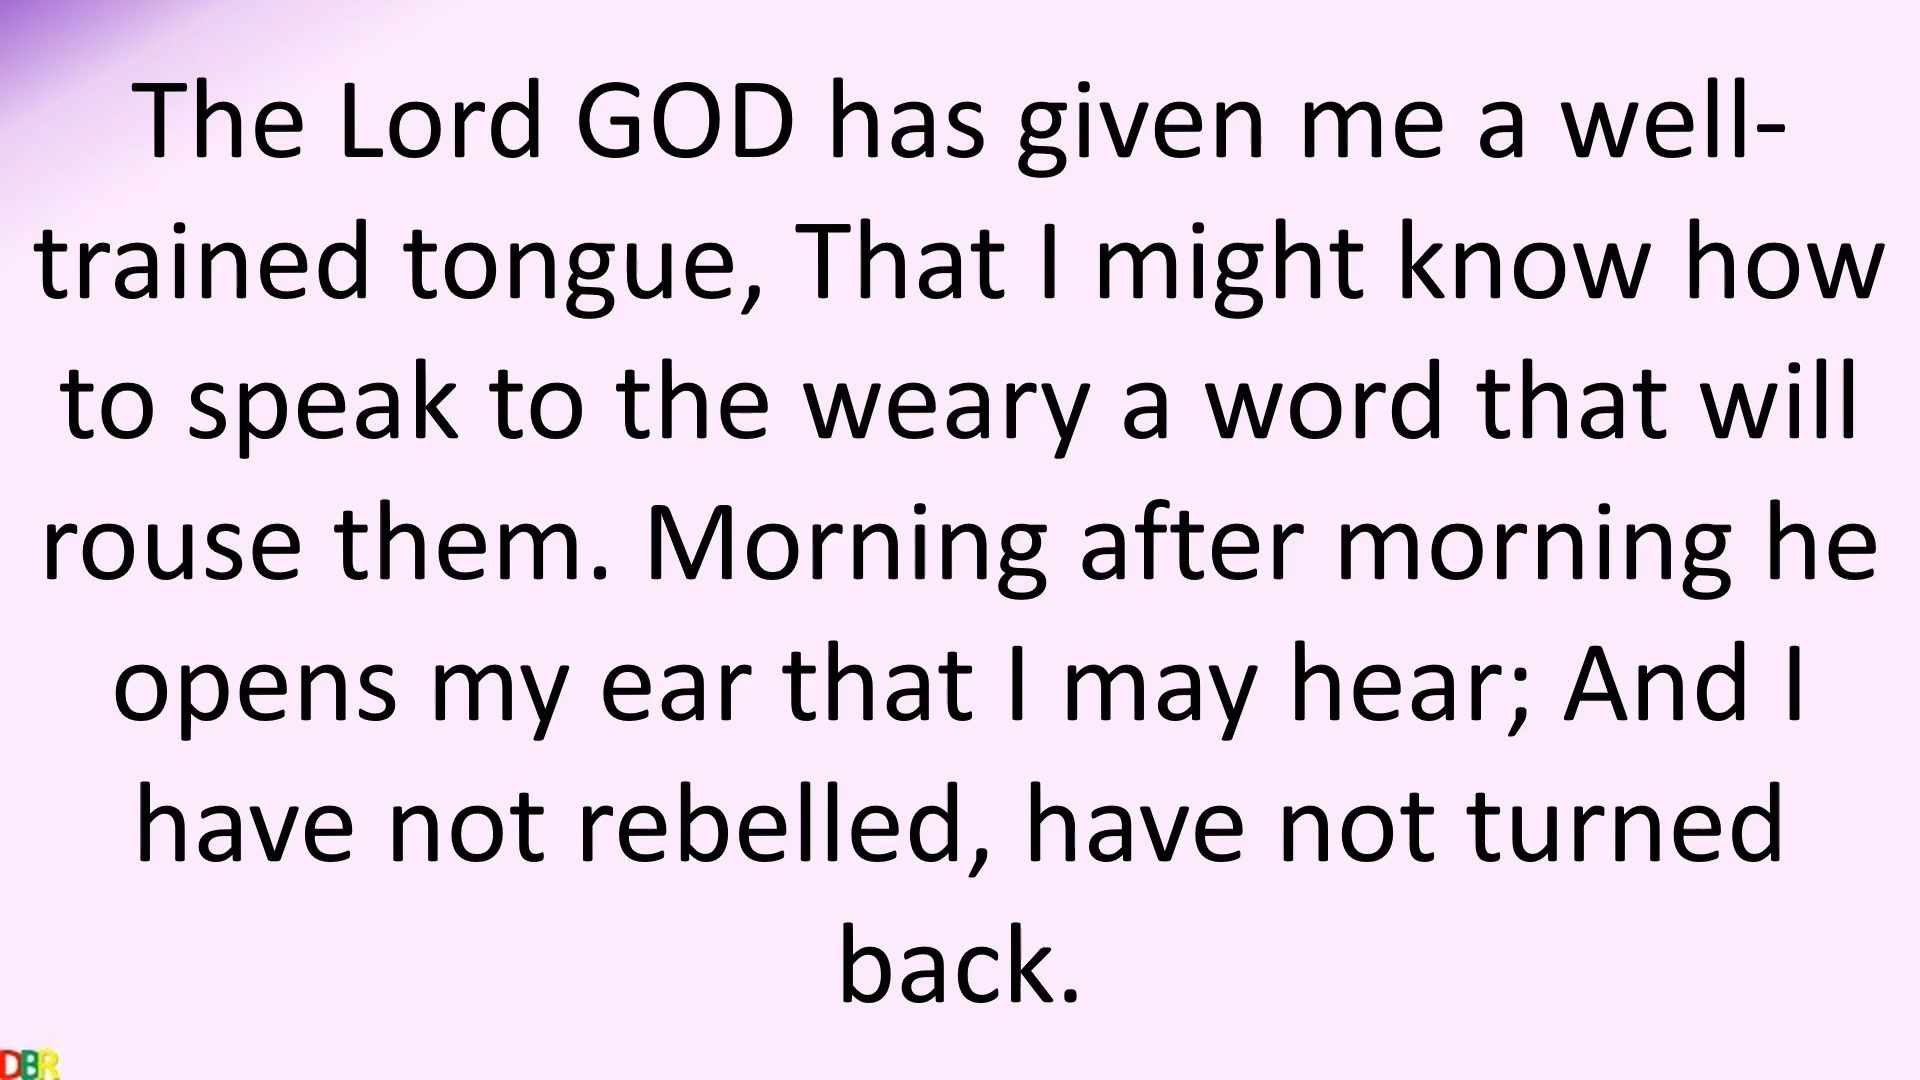 The Lord GOD has given me a well-
trained tongue, That I might know how
to speak to the weary a word that will
rouse them. Morning after morning he
opens my ear that I may hear; And I
have not rebelled, have not turned
back.
DBR